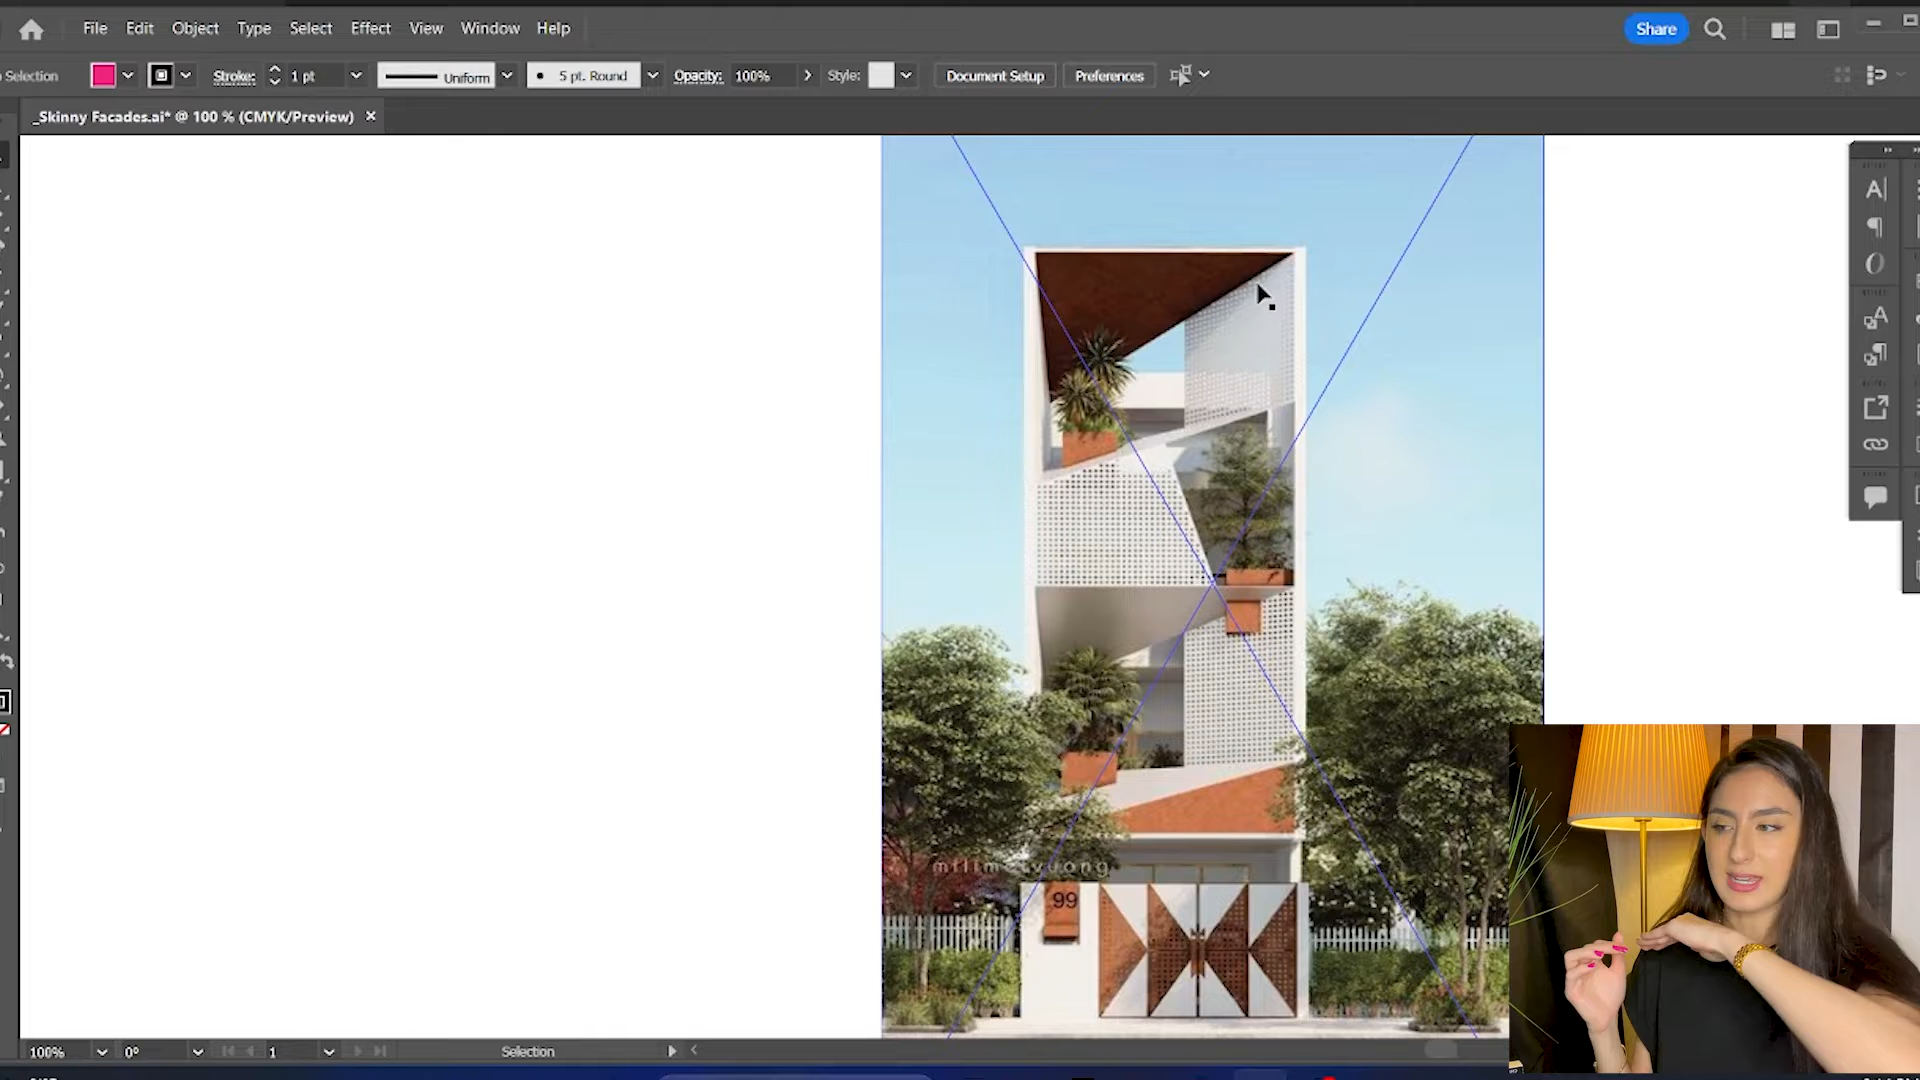 File Edit Object Type Select Effect View Window Help Share
Selection Stroke: 1 pt Uniform 5 pt. Round Opacity: 100% Style: Document Setup Preferences
_Skinny Facades.ai* @ 100 % (CMYK/Preview)
99
100% 0° 1 Selection